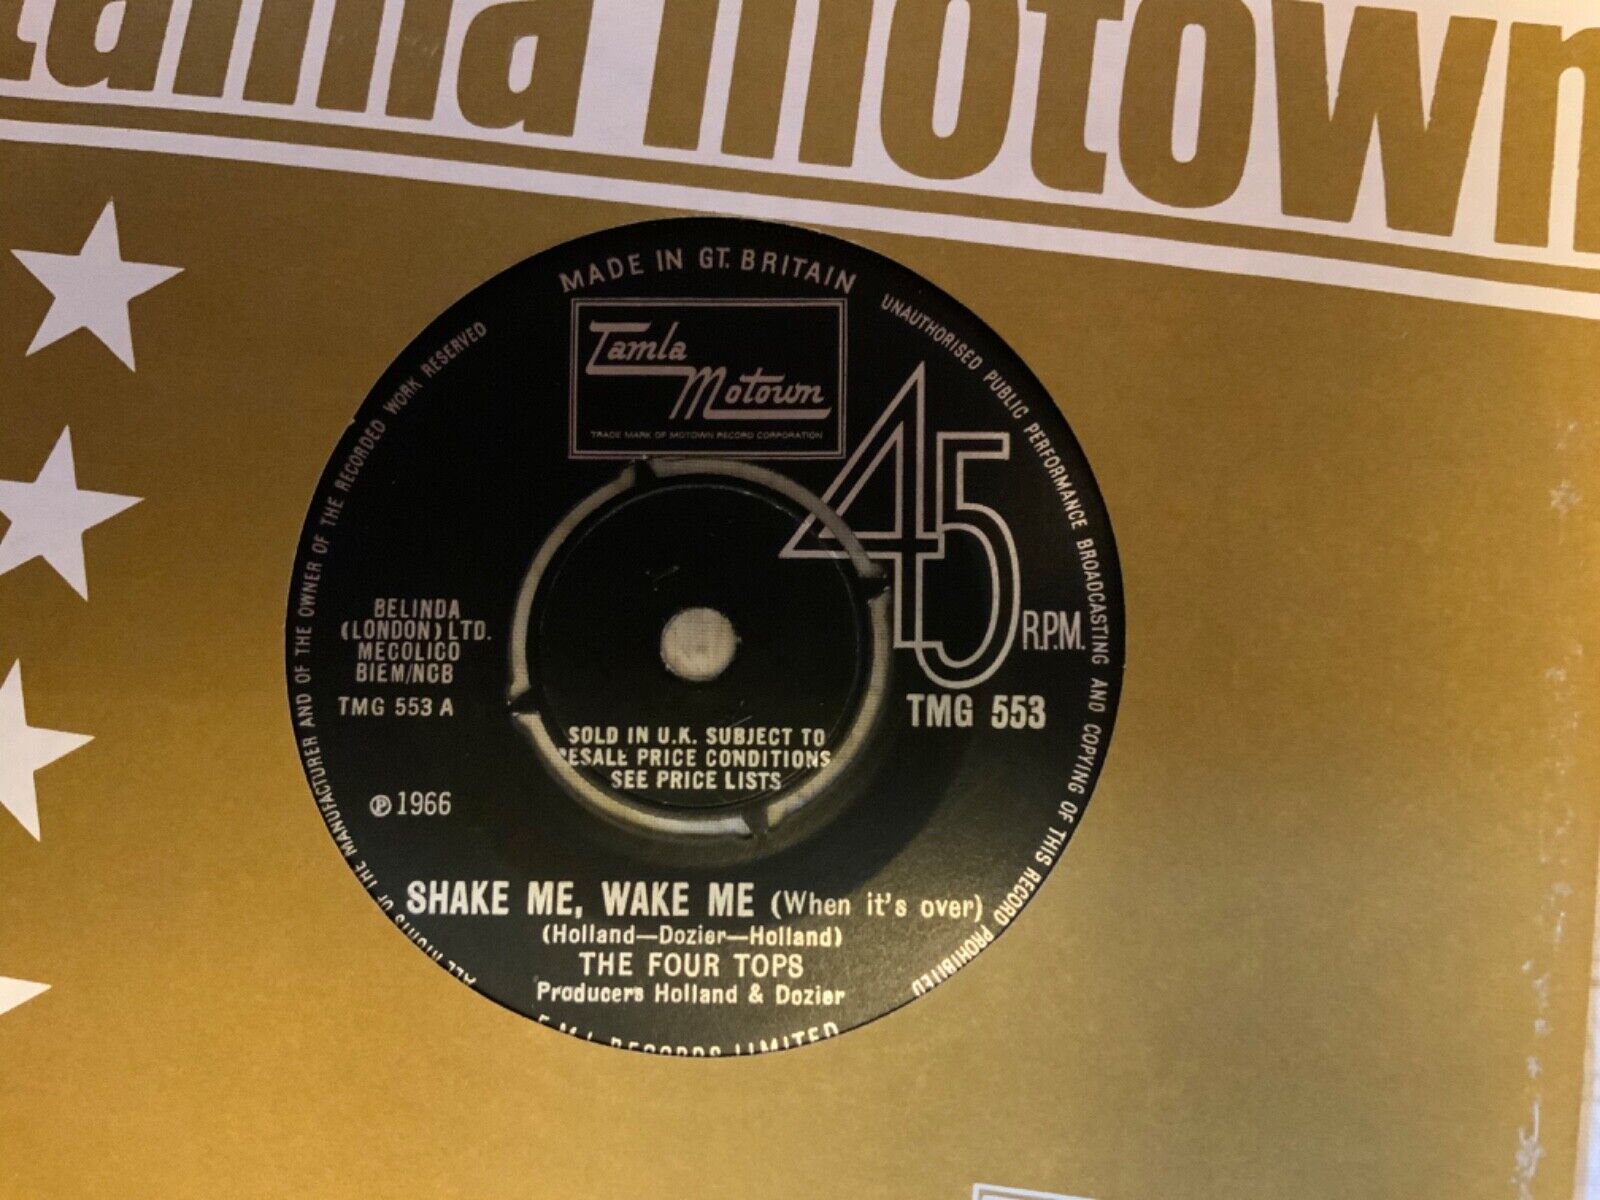 tamla motown
MADE IN GT. BRITAIN
Tamla
Motown
TRADE MARK OF MOTOWN RECORD CORPORATION
45
R.P.M.
UNAUTHORISED PUBLIC PERFORMANCE BROADCASTING AND COPYING OF THIS RECORD PROHIBITED
ALL RIGHTS OF THE MANUFACTURER AND OF THE OWNER OF THE RECORDED WORK RESERVED
BELINDA
(LONDON) LTD.
MECOLICO
BIEM/NCB
TMG 553 A
TMG 553
SOLD IN U.K. SUBJECT TO
RESALE PRICE CONDITIONS
SEE PRICE LISTS
℗ 1966
SHAKE ME, WAKE ME (When it's over)
(Holland—Dozier—Holland)
THE FOUR TOPS
Producers Holland & Dozier
E.M.I. RECORDS LIMITED